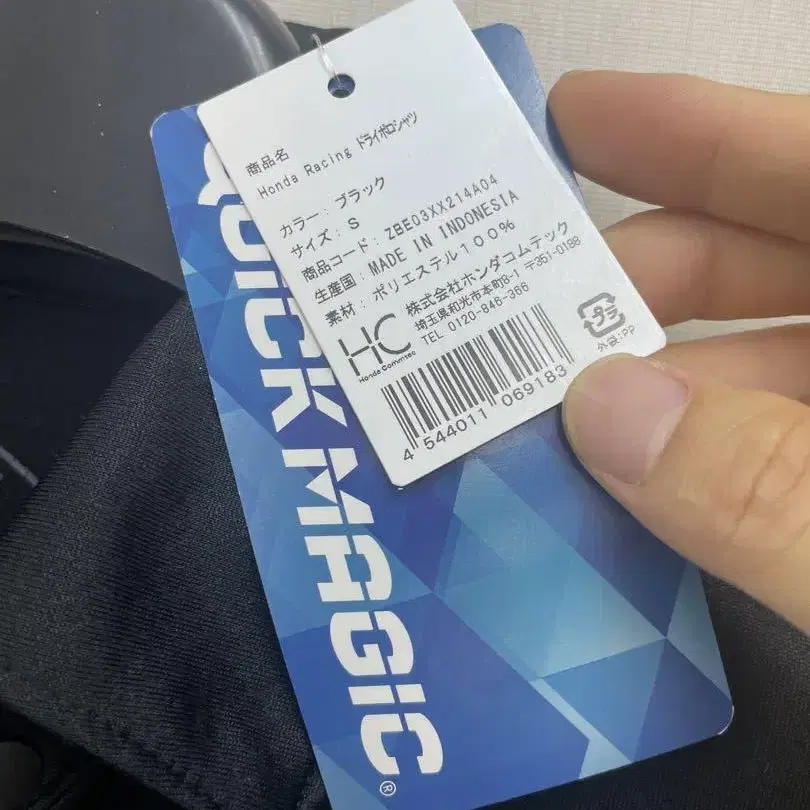 商品名
Honda Racing ドライポロシャツ
カラー：ブラック
サイズ：S
商品コード：ZBE03XX214A04
生産国：MADE IN INDONESIA
素材：ポリエステル100%
株式会社ホンダコムテック
埼玉県和光市本町8-1 〒351-0188
TEL 0120-846-366
HC
Honda Commtec
プラ
外袋:PP
4 544011 069183
QUICK MAGIC®